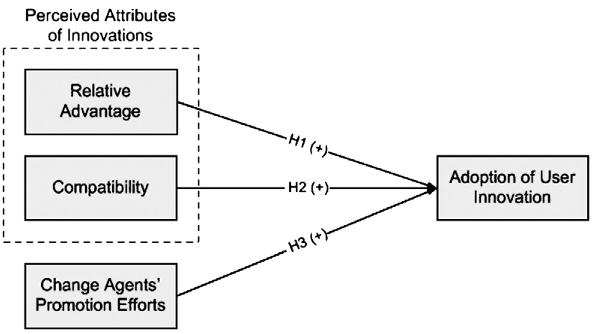 Perceived Attributes
of Innovations
Relative
Advantage
H1 (+)
Compatibility
H2 (+)
Adoption of User
Innovation
H3 (+)
Change Agents'
Promotion Efforts